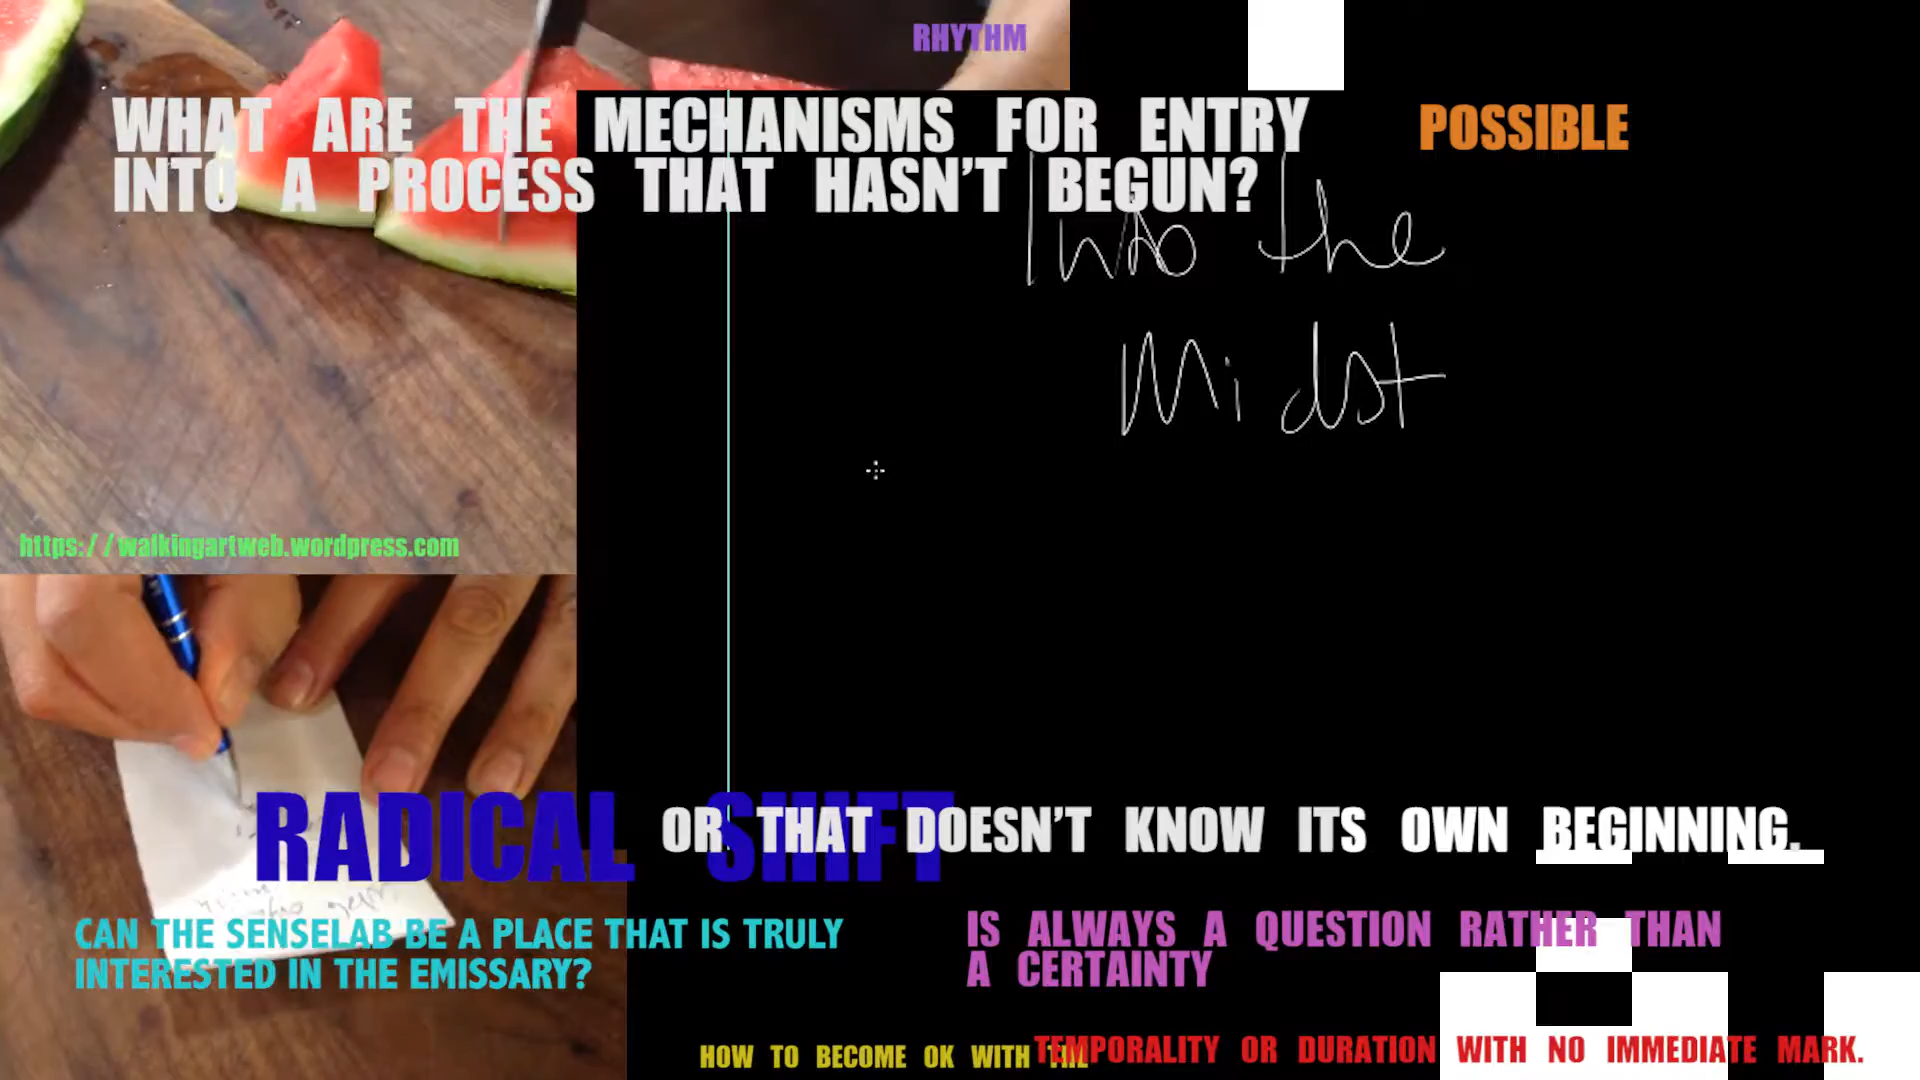 RHYTHM
WHAT ARE THE MECHANISMS FOR ENTRY
INTO A PROCESS THAT HASN'T BEGUN?
POSSIBLE
Into the
Midst
https://walkingartweb.wordpress.com
RADICAL SHIFT
OR THAT DOESN'T KNOW ITS OWN BEGINNING.
CAN THE SENSELAB BE A PLACE THAT IS TRULY
INTERESTED IN THE EMISSARY?
IS ALWAYS A QUESTION RATHER THAN
A CERTAINTY
HOW TO BECOME OK WITH
TEMPORALITY OR DURATION WITH NO IMMEDIATE MARK.